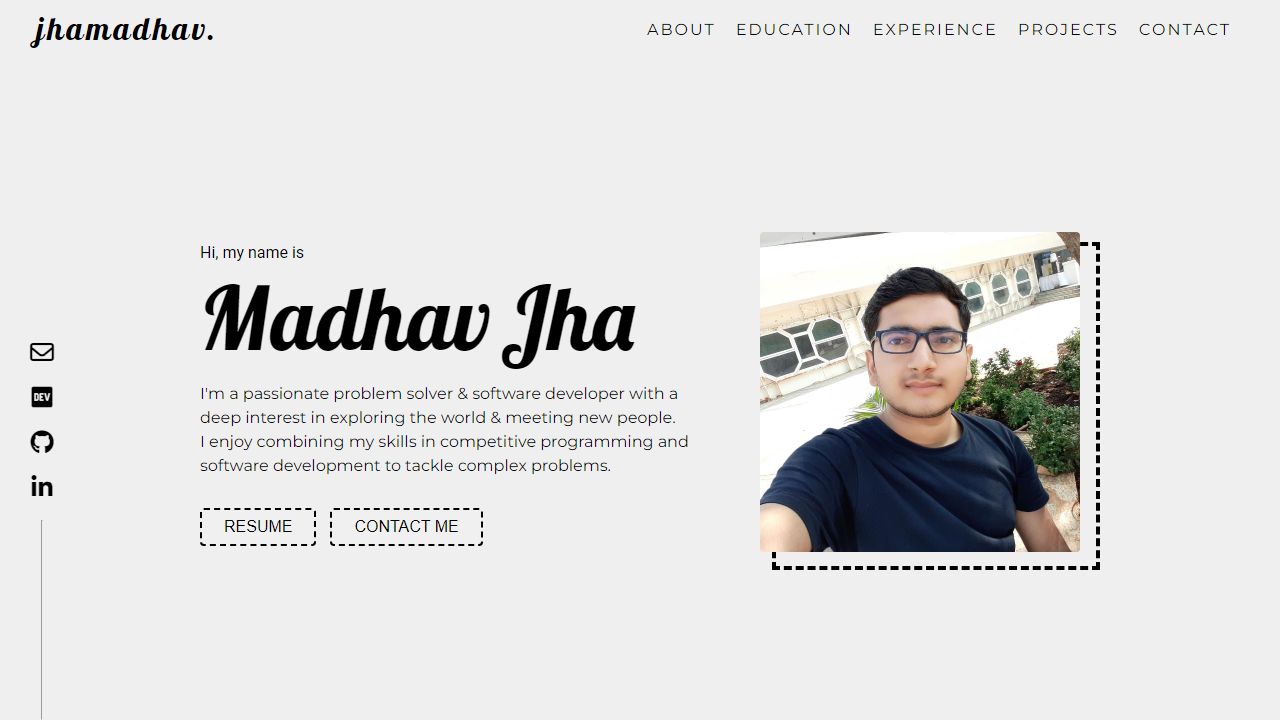 jhamadhav.
ABOUT EDUCATION EXPERIENCE PROJECTS CONTACT
Hi, my name is
Madhav Jha
I'm a passionate problem solver & software developer with a
deep interest in exploring the world & meeting new people.
I enjoy combining my skills in competitive programming and
software development to tackle complex problems.
RESUME CONTACT ME
DEV
in